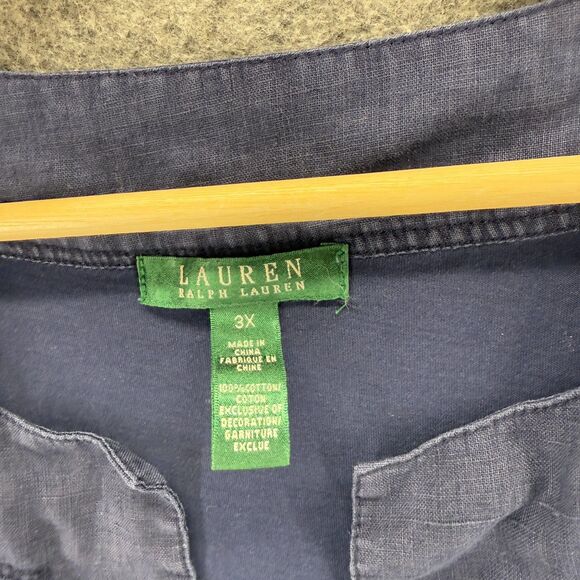 LAUREN
RALPH LAUREN
3X
MADE IN
CHINA
FABRIQUE EN
CHINE
100% COTTON/
COTON
EXCLUSIVE OF
DECORATION/
GARNITURE
EXCLUE